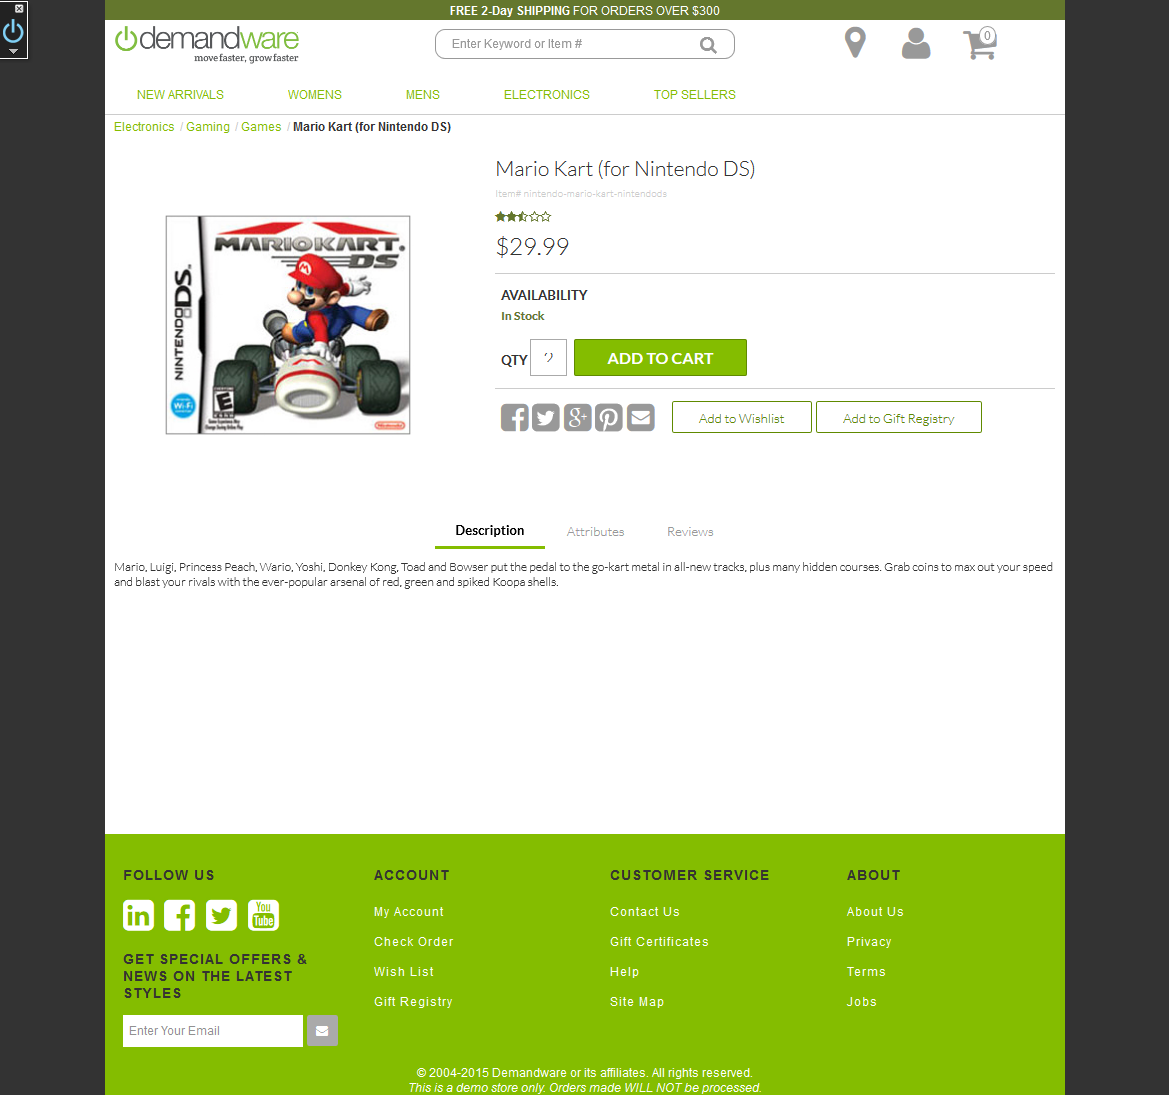 FREE 2-Day SHIPPING FOR ORDERS OVER $300
demandware
move faster, grow faster
Enter Keyword or Item #
0
NEW ARRIVALS WOMENS MENS ELECTRONICS TOP SELLERS
Electronics / Gaming / Games / Mario Kart (for Nintendo DS)
Mario Kart (for Nintendo DS)
Item# nintendo-mario-kart-nintendods
$29.99
MARIOKART.
DS
NINTENDO DS
Wi-Fi
E
Nintendo
AVAILABILITY
In Stock
QTY 2 ADD TO CART
Add to Wishlist Add to Gift Registry
Description Attributes Reviews
Mario, Luigi, Princess Peach, Wario, Yoshi, Donkey Kong, Toad and Bowser put the pedal to the go-kart metal in all-new tracks, plus many hidden courses. Grab coins to max out your speed
and blast your rivals with the ever-popular arsenal of red, green and spiked Koopa shells.
FOLLOW US
in You Tube
GET SPECIAL OFFERS &
NEWS ON THE LATEST
STYLES
Enter Your Email
ACCOUNT
My Account
Check Order
Wish List
Gift Registry
CUSTOMER SERVICE
Contact Us
Gift Certificates
Help
Site Map
ABOUT
About Us
Privacy
Terms
Jobs
© 2004-2015 Demandware or its affiliates. All rights reserved.
This is a demo store only. Orders made WILL NOT be processed.